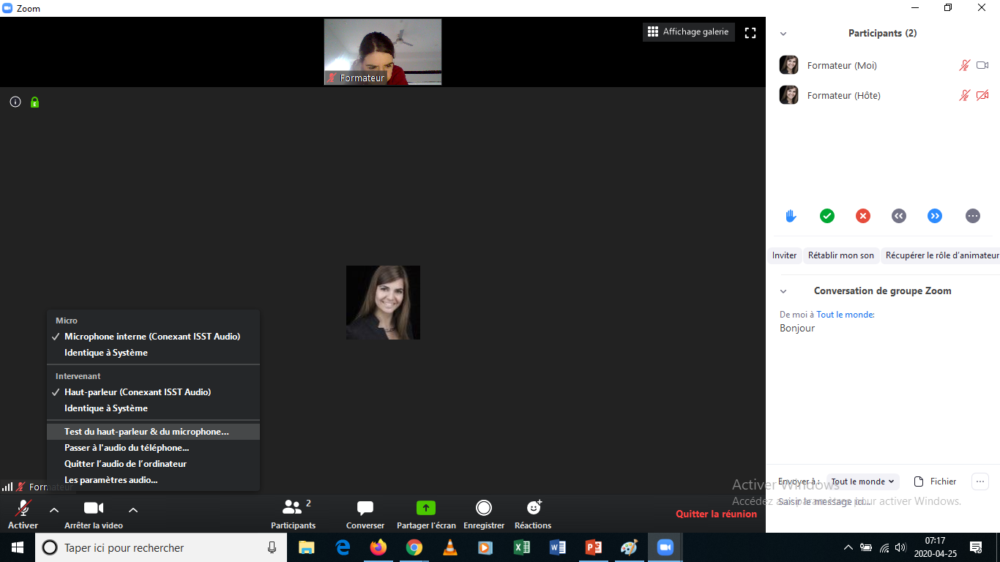 Zoom
Affichage galerie
Formateur
Participants (2)
Formateur (Moi)
Formateur (Hôte)
Inviter
Rétablir mon son
Récupérer le rôle d'animateur
Conversation de groupe Zoom
De moi à Tout le monde:
Bonjour
Micro
Microphone interne (Conexant ISST Audio)
Identique à Système
Intervenant
Haut-parleur (Conexant ISST Audio)
Identique à Système
Test du haut-parleur & du microphone...
Passer à l'audio du téléphone...
Quitter l'audio de l'ordinateur
Les paramètres audio...
Formateur
Envoyer à :
Tout le monde
Fichier
Saisir le message ici...
Activer Windows
Accédez aux paramètres pour activer Windows.
Activer
Arrêter la video
Participants
2
Converser
Partager l'écran
Enregistrer
Réactions
Quitter la réunion
Taper ici pour rechercher
07:17
2020-04-25